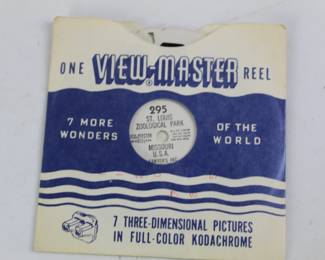 ONE VIEW-MASTER REEL
295
ST. LOUIS
ZOOLOGICAL PARK
7 MORE WONDERS
OF THE WORLD
MISSOURI
U.S.A.
7 THREE-DIMENSIONAL PICTURES
IN FULL-COLOR KODACHROME